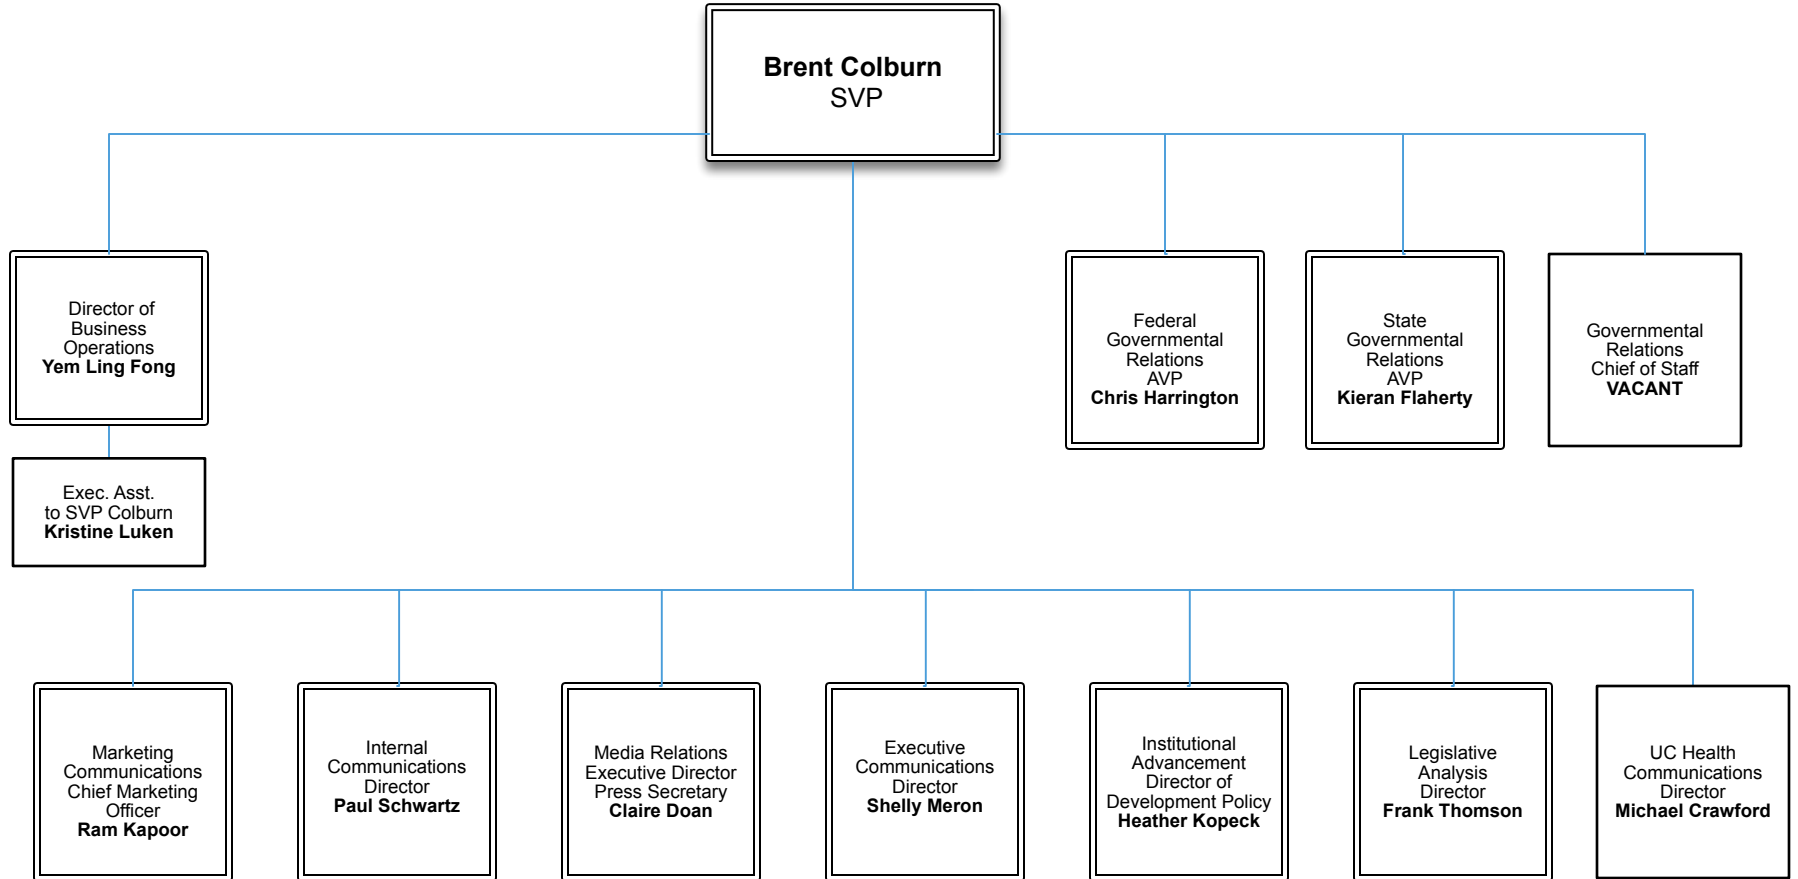 Brent Colburn
SVP
Director of
Business
Operations
Yem Ling Fong
Exec. Asst.
to SVP Colburn
Kristine Luken
Federal
Governmental
Relations
AVP
Chris Harrington
State
Governmental
Relations
AVP
Kieran Flaherty
Governmental
Relations
Chief of Staff
VACANT
Marketing
Communications
Chief Marketing
Officer
Ram Kapoor
Internal
Communications
Director
Paul Schwartz
Media Relations
Executive Director
Press Secretary
Claire Doan
Executive
Communications
Director
Shelly Meron
Institutional
Advancement
Director of
Development Policy
Heather Kopeck
Legislative
Analysis
Director
Frank Thomson
UC Health
Communications
Director
Michael Crawford